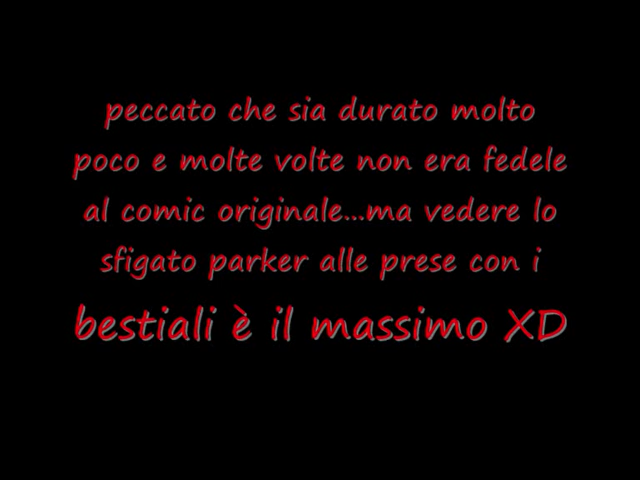 peccato che sia durato molto
poco e molte volte non era fedele
al comic originale...ma vedere lo
sfigato parker alle prese con i
bestiali è il massimo XD